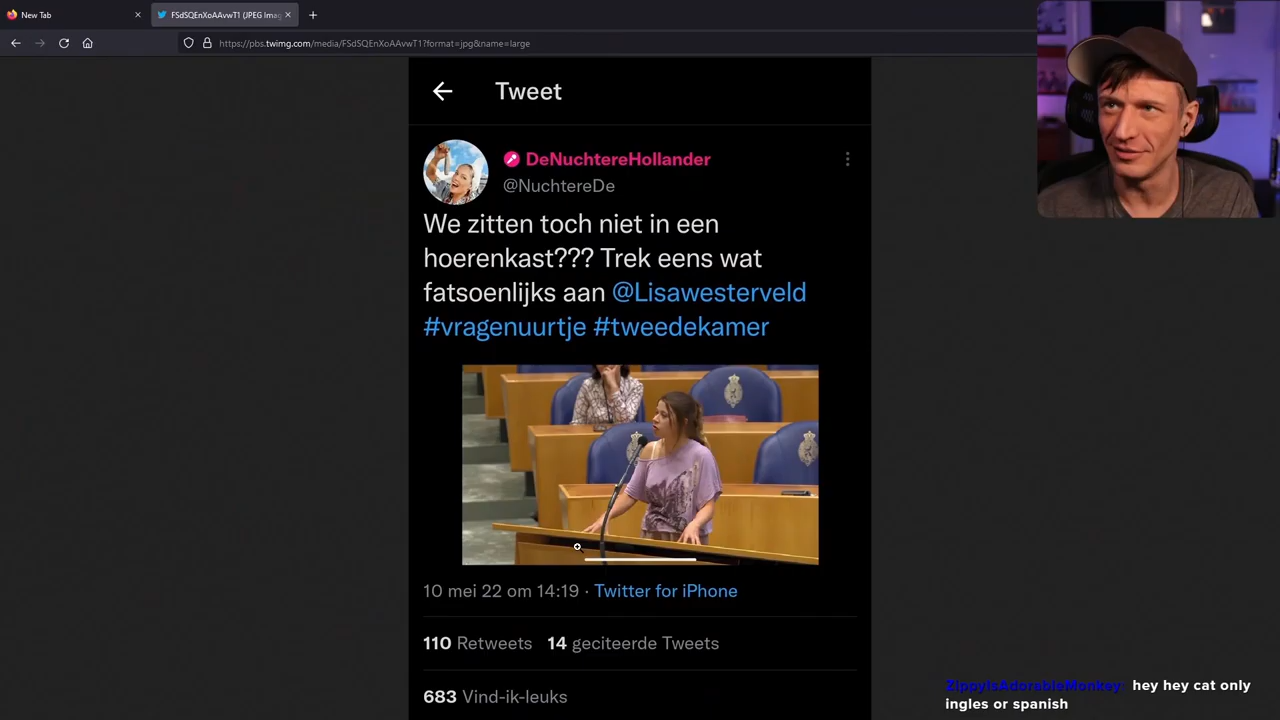 New Tab
FSdSQEnXoAAvwT1 (JPEG Imag
https://pbs.twimg.com/media/FSdSQEnXoAAvwT1?format=jpg&name=large
Tweet
DeNuchtereHollander
@NuchtereDe
We zitten toch niet in een
hoerenkast??? Trek eens wat
fatsoenlijks aan @Lisawesterveld
#vragenuurtje #tweedekamer
10 mei 22 om 14:19 · Twitter for iPhone
110 Retweets 14 geciteerde Tweets
683 Vind-ik-leuks
ZippyIsAdorableMonkey: hey hey cat only
ingles or spanish